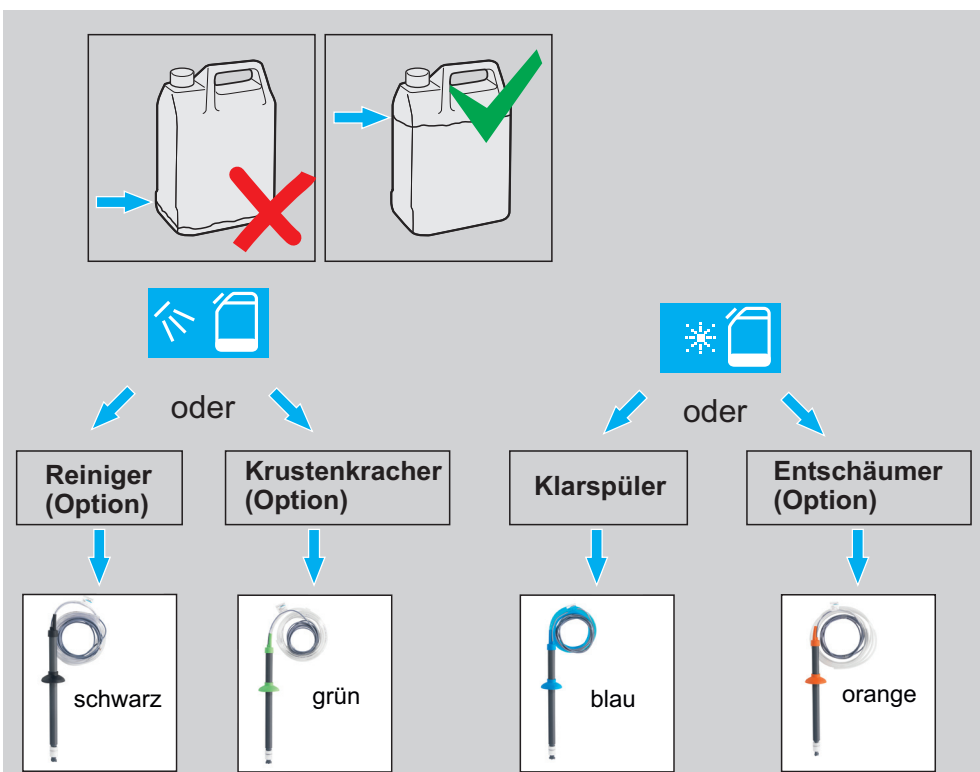 oder
oder
Reiniger
(Option)
Krustenkracher
(Option)
Klarspüler
Entschäumer
(Option)
schwarz
grün
blau
orange